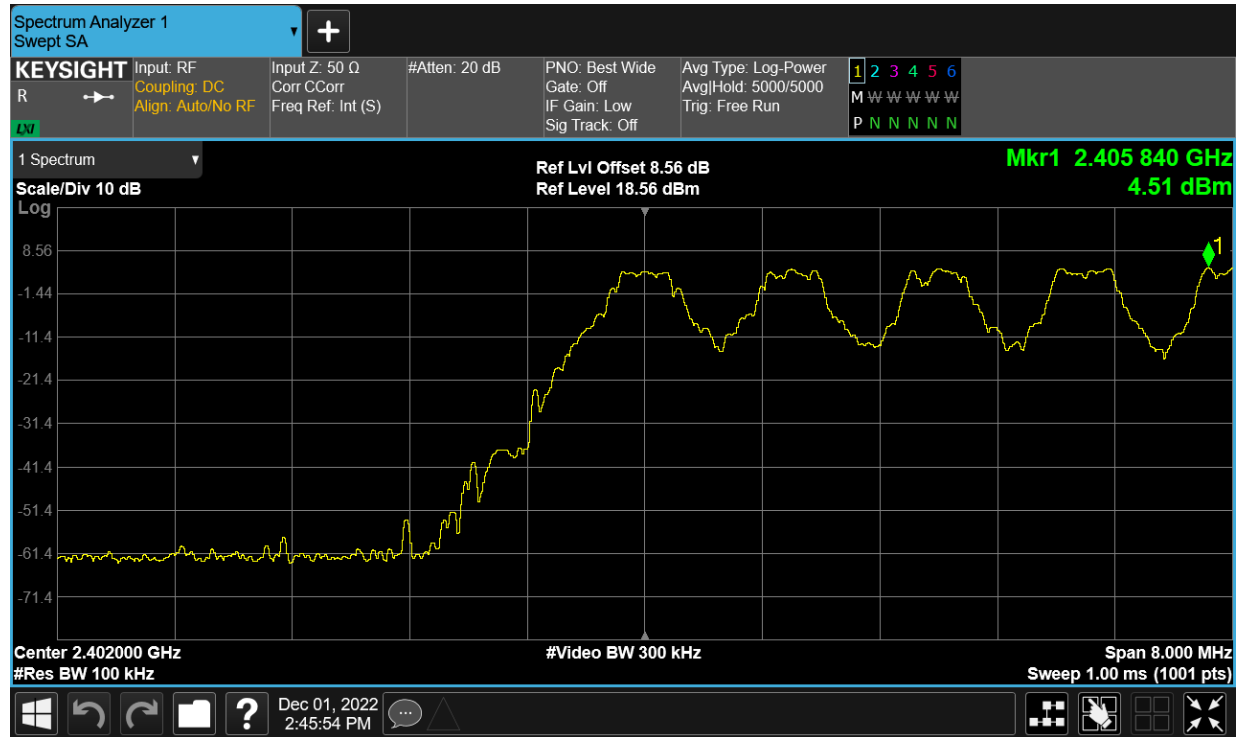 Spectrum Analyzer 1
Swept SA
KEYSIGHT
R
LXI
Input: RF
Coupling: DC
Align: Auto/No RF
Input Z: 50 Ω
Corr CCorr
Freq Ref: Int (S)
#Atten: 20 dB
PNO: Best Wide
Gate: Off
IF Gain: Low
Sig Track: Off
Avg Type: Log-Power
Avg|Hold: 5000/5000
Trig: Free Run
1 2 3 4 5 6
M W W W W W
P N N N N N
1 Spectrum
Scale/Div 10 dB
Log
Ref Lvl Offset 8.56 dB
Ref Level 18.56 dBm
Mkr1 2.405 840 GHz
4.51 dBm
1
8.56
-1.44
-11.4
-21.4
-31.4
-41.4
-51.4
-61.4
-71.4
Center 2.402000 GHz
#Res BW 100 kHz
#Video BW 300 kHz
Span 8.000 MHz
Sweep 1.00 ms (1001 pts)
?
Dec 01, 2022
2:45:54 PM